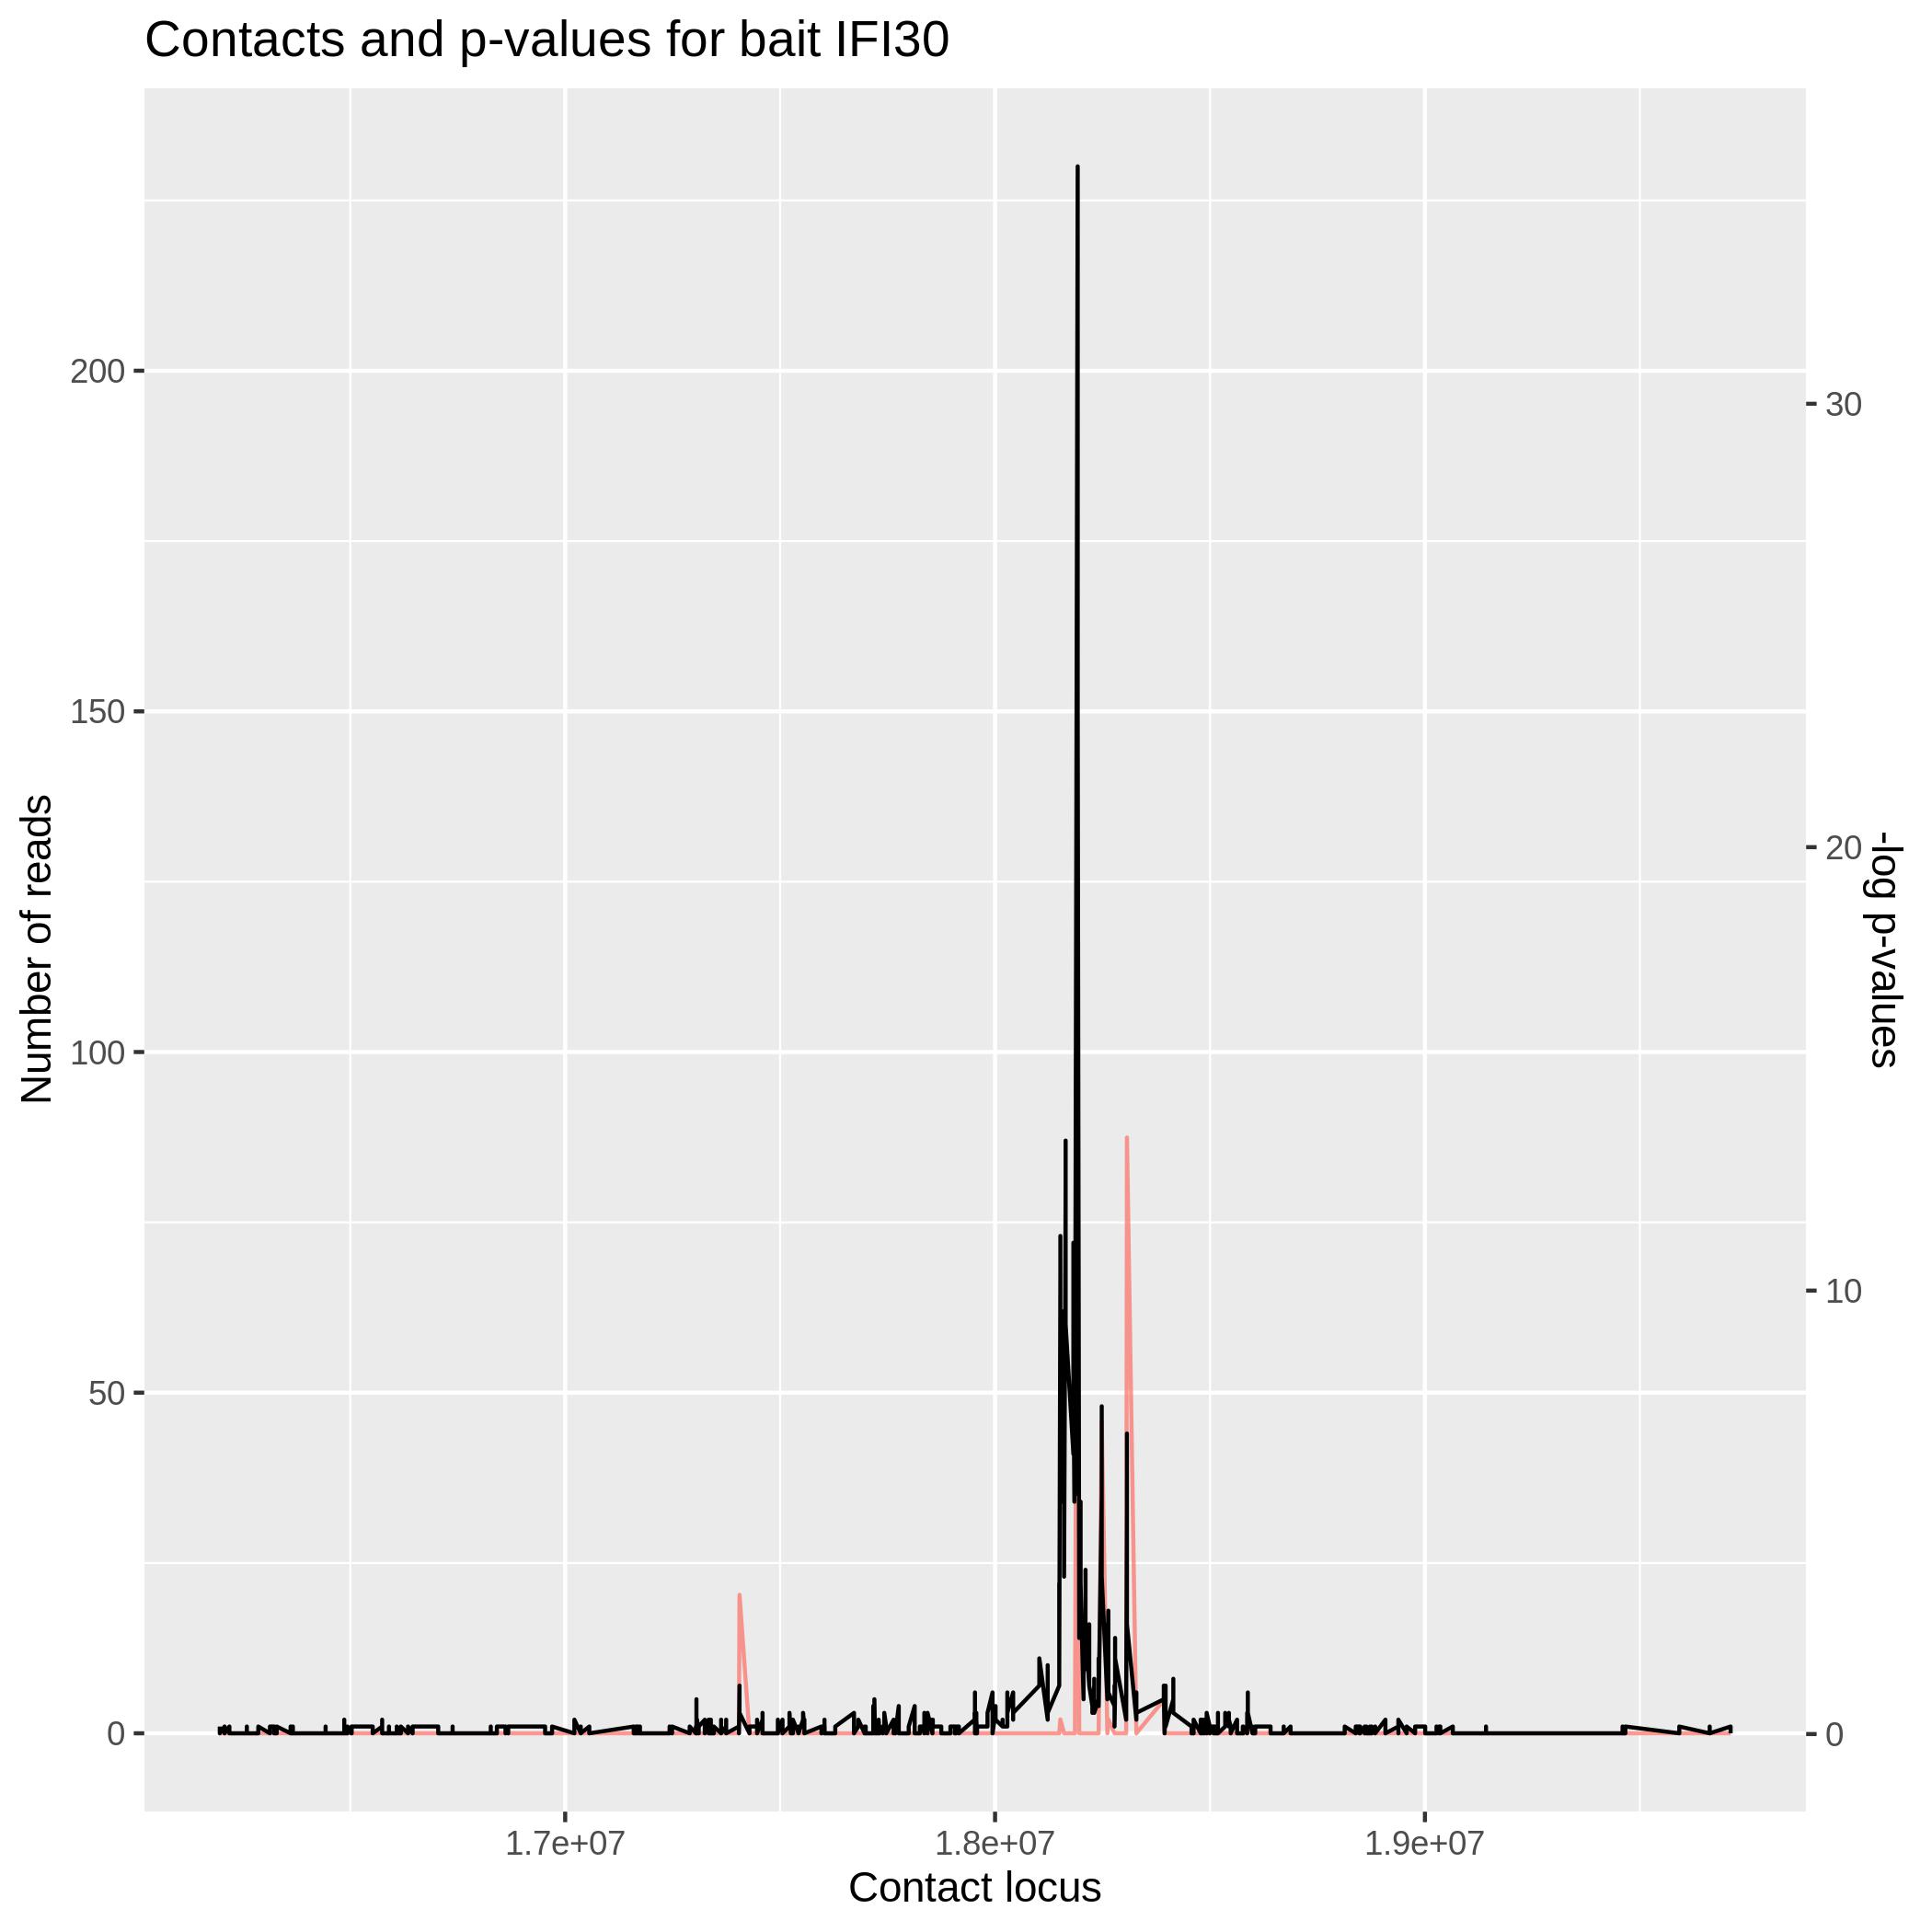 Contacts and p-values for bait IFI30
200
150
100
50
0
Number of reads
30
20
10
0
-log p-values
1.7e+07
1.8e+07
1.9e+07
Contact locus